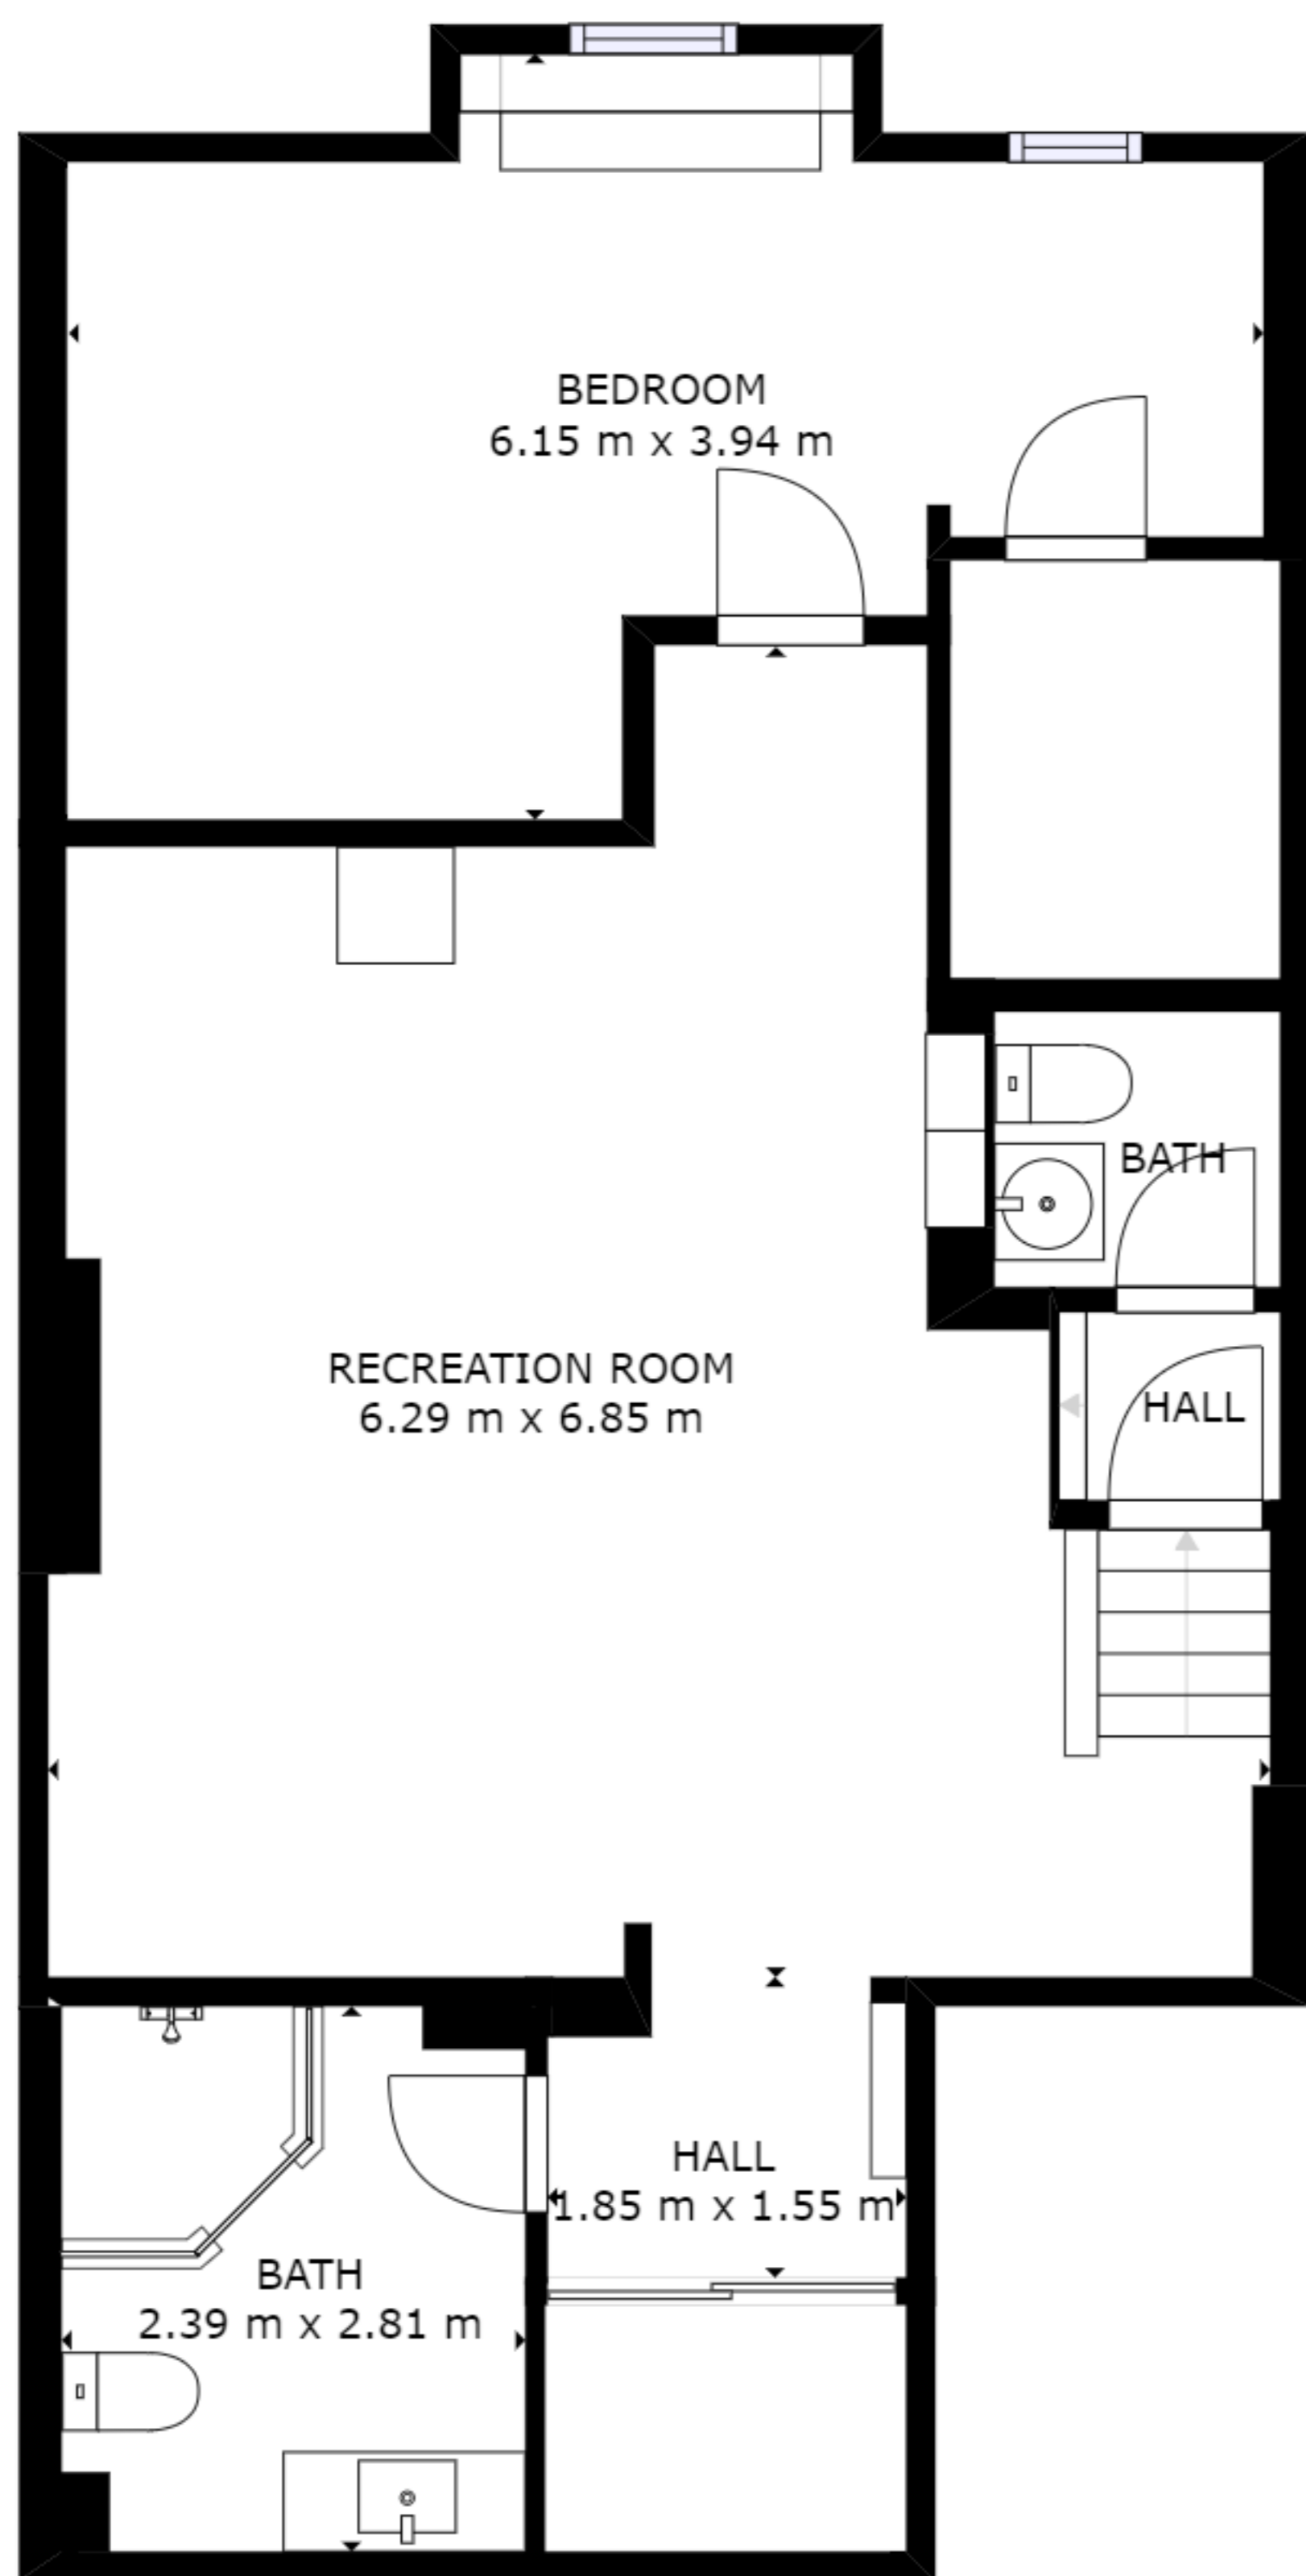 BEDROOM
6.15 m x 3.94 m
BATH
RECREATION ROOM
6.29 m x 6.85 m
HALL
HALL
1.85 m x 1.55 m
BATH
2.39 m x 2.81 m